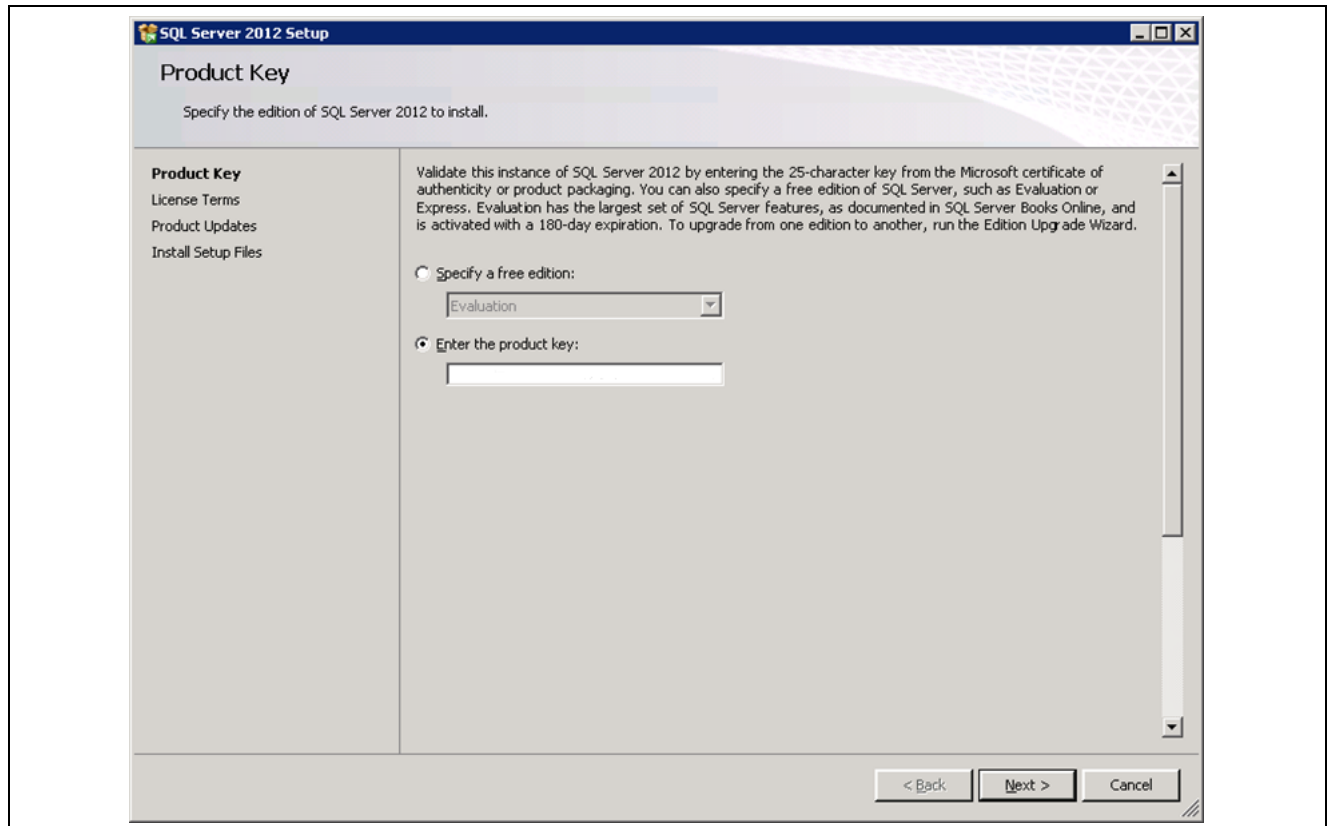 SQL Server 2012 Setup
Product Key
Specify the edition of SQL Server 2012 to install.
Product Key
License Terms
Product Updates
Install Setup Files
Validate this instance of SQL Server 2012 by entering the 25-character key from the Microsoft certificate of
authenticity or product packaging. You can also specify a free edition of SQL Server, such as Evaluation or
Express. Evaluation has the largest set of SQL Server features, as documented in SQL Server Books Online, and
is activated with a 180-day expiration. To upgrade from one edition to another, run the Edition Upgrade Wizard.
Specify a free edition:
Evaluation
Enter the product key:
< Back
Next >
Cancel